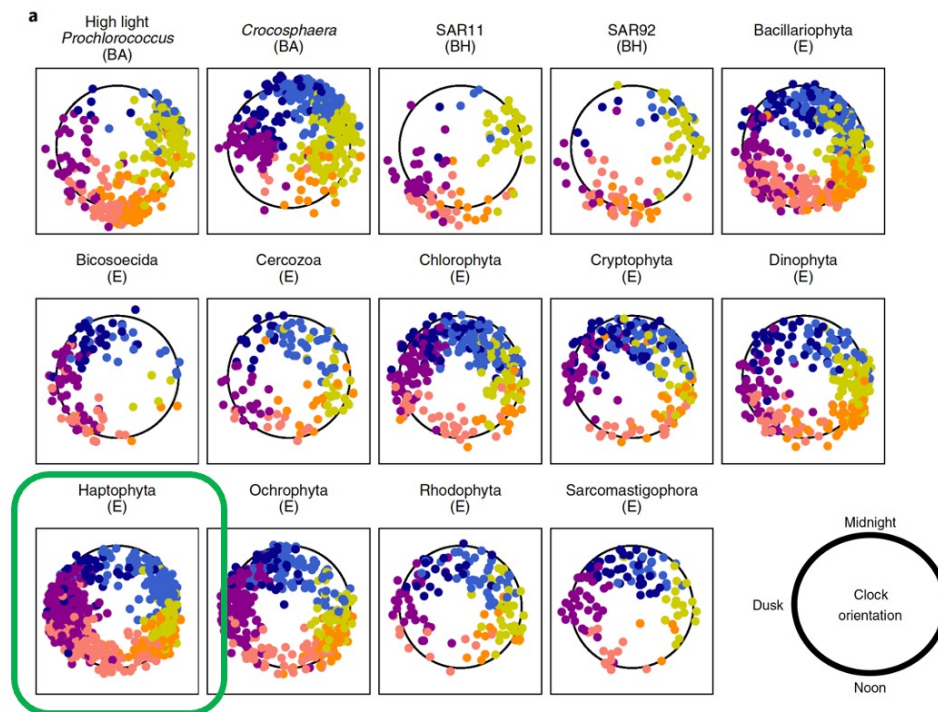 a
High light
Prochlorococcus
(BA)
Crocosphaera
(BA)
SAR11
(BH)
SAR92
(BH)
Bacillariophyta
(E)
Bicosoecida
(E)
Cercozoa
(E)
Chlorophyta
(E)
Cryptophyta
(E)
Dinophyta
(E)
Haptophyta
(E)
Ochrophyta
(E)
Rhodophyta
(E)
Sarcomastigophora
(E)
Midnight
Dusk
Clock
orientation
Noon